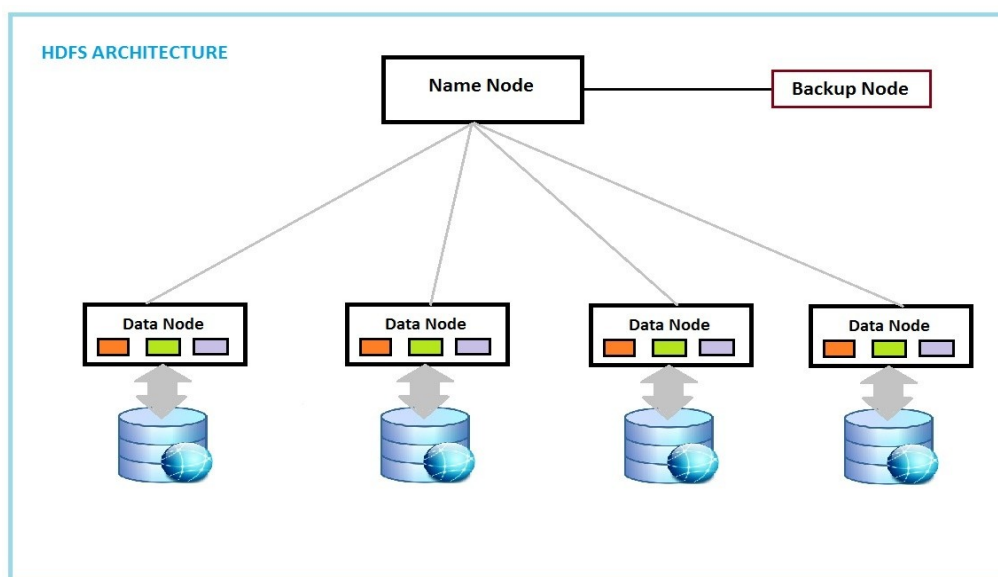 HDFS ARCHITECTURE
Name Node
Backup Node
Data Node
Data Node
Data Node
Data Node